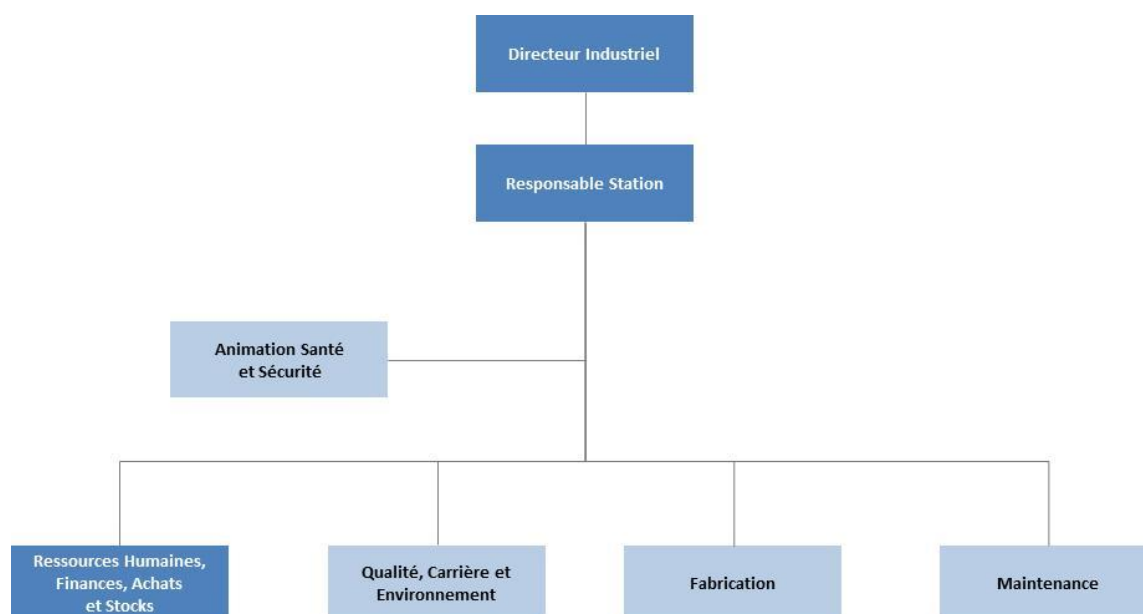 Directeur Industriel
Responsable Station
Animation Santé
et Sécurité
Ressources Humaines,
Finances, Achats
et Stocks
Qualité, Carrière et
Environnement
Fabrication
Maintenance